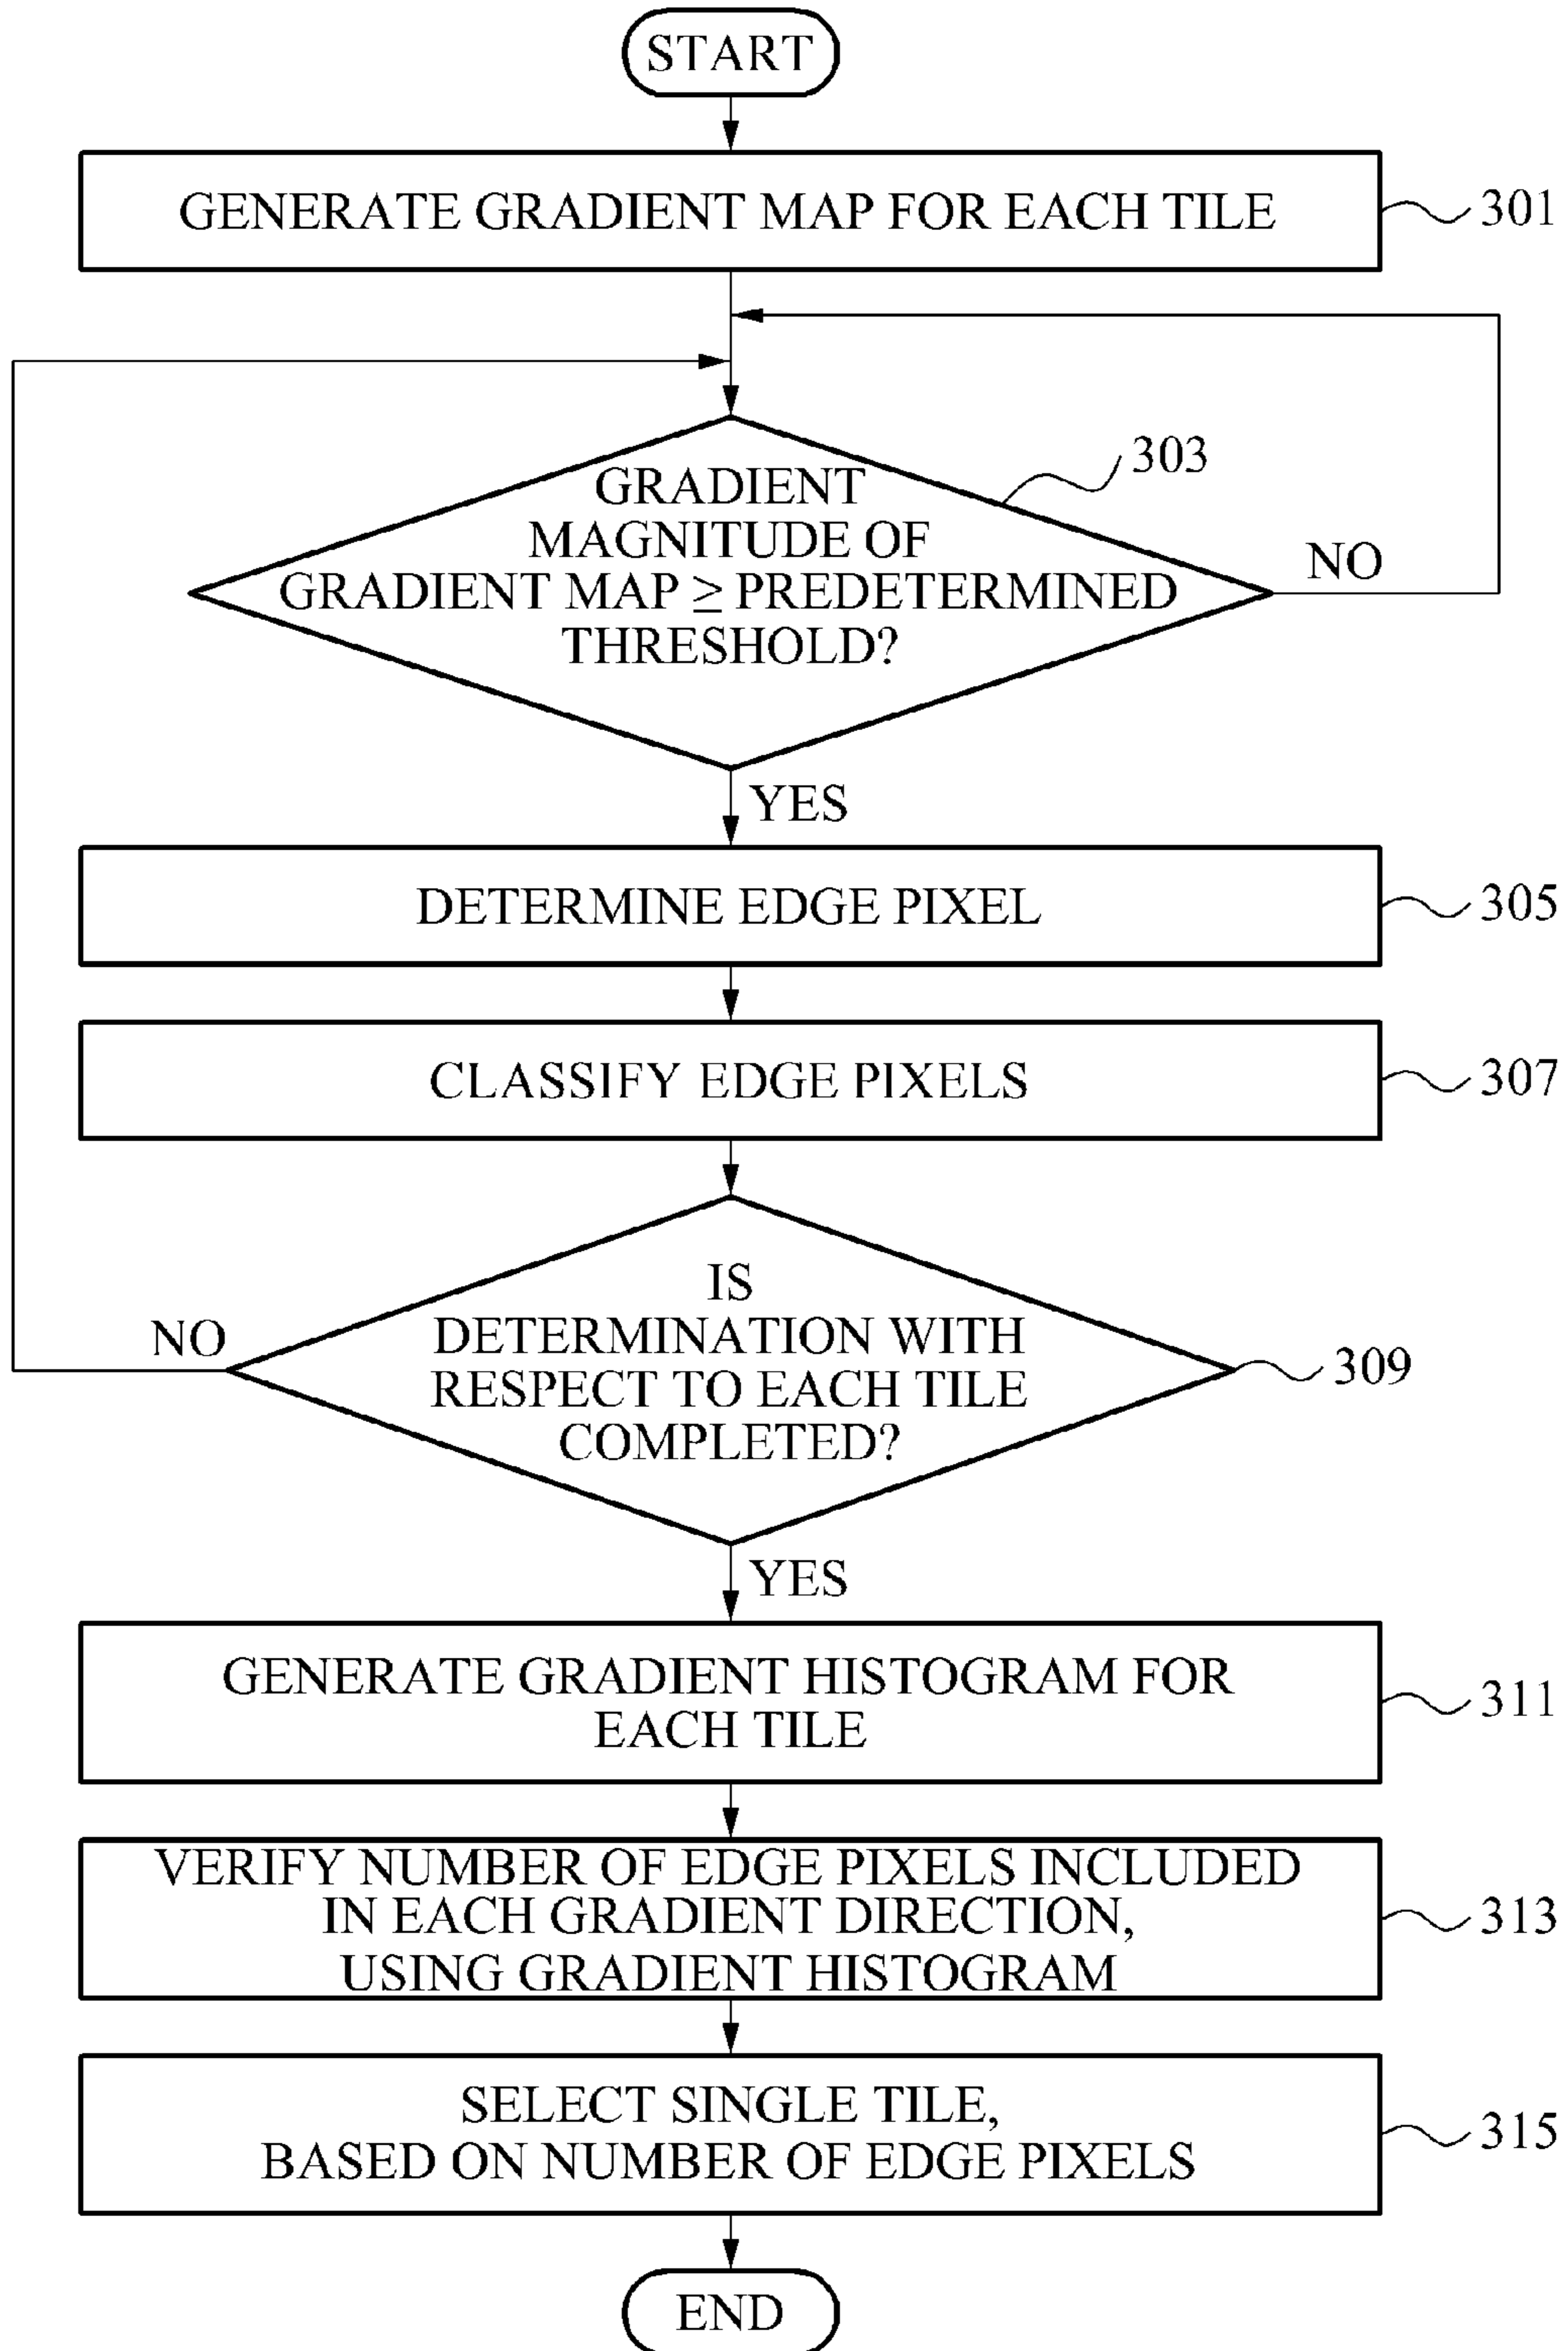 START
GENERATE GRADIENT MAP FOR EACH TILE
301
303
GRADIENT
MAGNITUDE OF
GRADIENT MAP ≥ PREDETERMINED
THRESHOLD?
NO
YES
DETERMINE EDGE PIXEL
305
CLASSIFY EDGE PIXELS
307
IS
DETERMINATION WITH
RESPECT TO EACH TILE
COMPLETED?
NO
309
YES
GENERATE GRADIENT HISTOGRAM FOR
EACH TILE
311
VERIFY NUMBER OF EDGE PIXELS INCLUDED
IN EACH GRADIENT DIRECTION,
USING GRADIENT HISTOGRAM
313
SELECT SINGLE TILE,
BASED ON NUMBER OF EDGE PIXELS
315
END